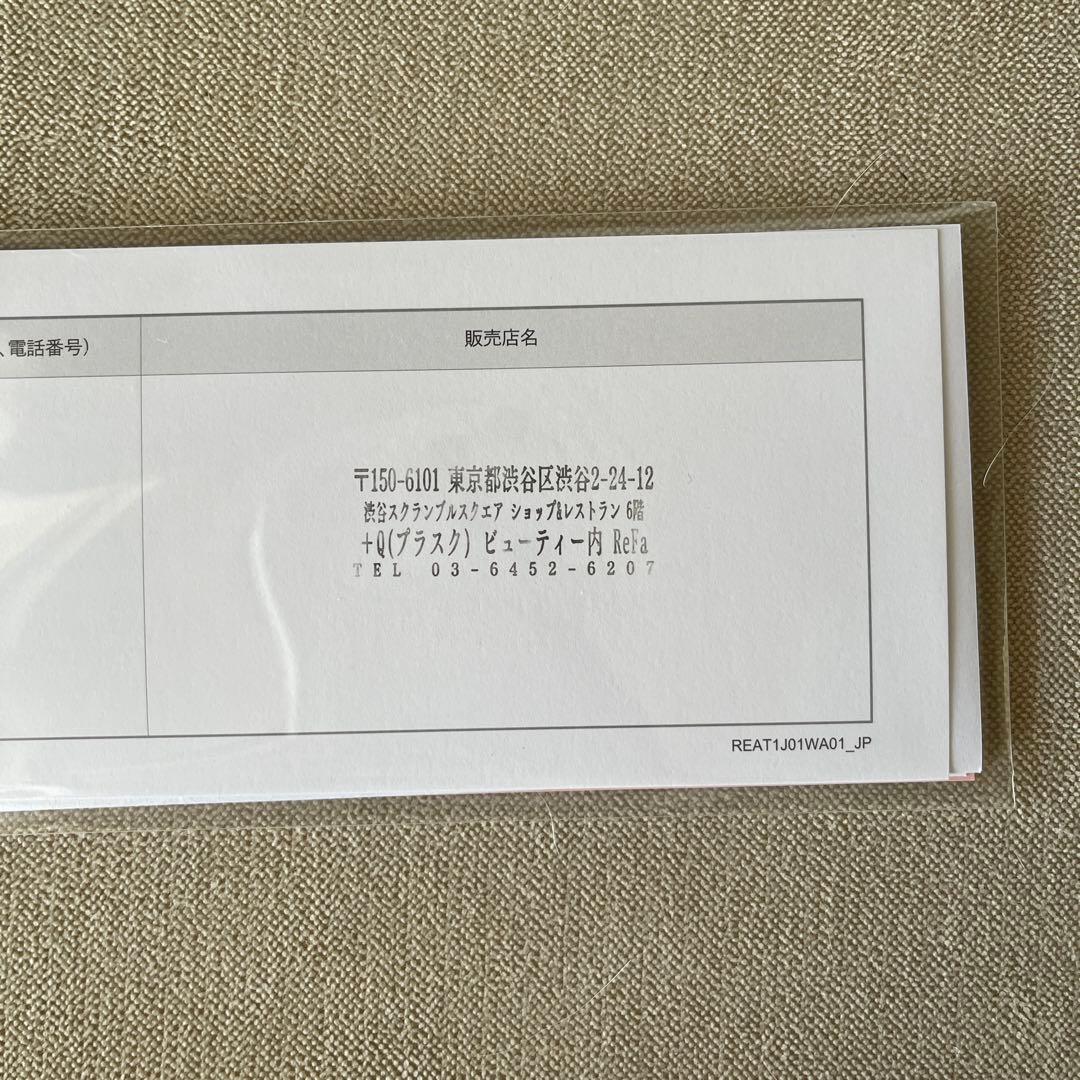 、電話番号)
販売店名
〒150-6101 東京都渋谷区渋谷2-24-12
渋谷スクランブルスクエア ショップ&レストラン 6階
+Q(プラスク) ビューティー内 ReFa
TEL 03-6452-6207
REAT1J01WA01_JP